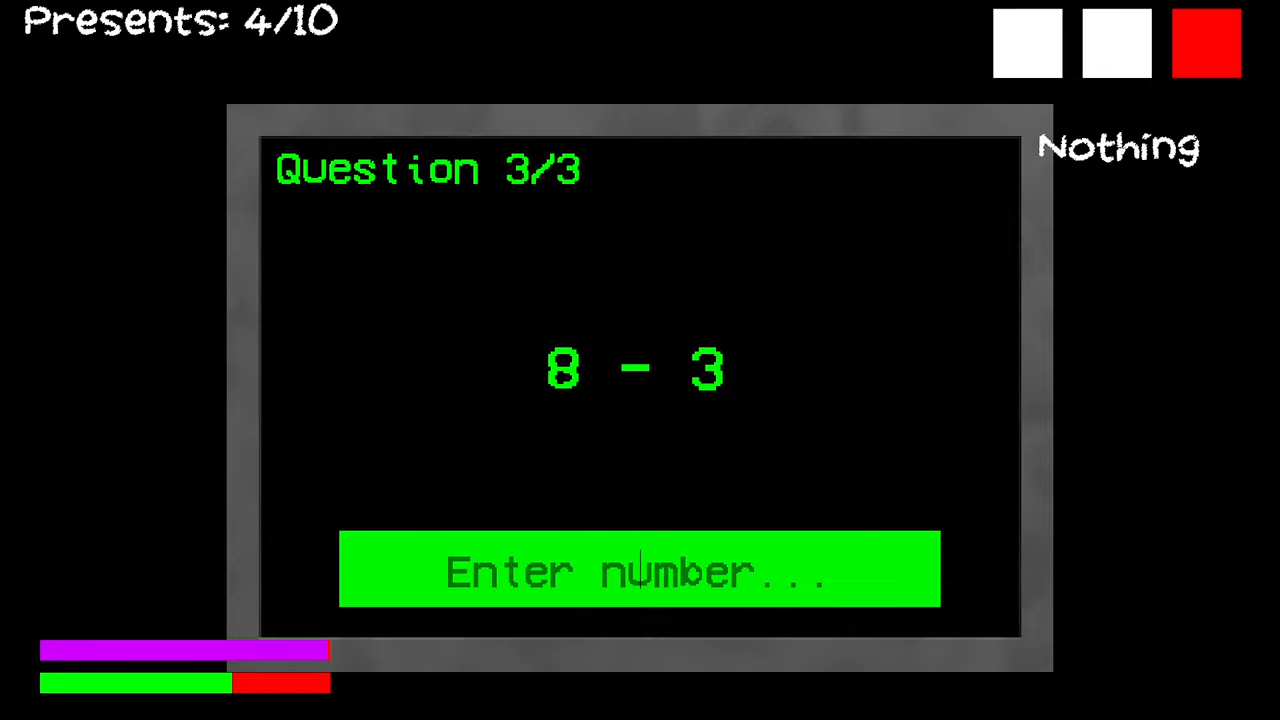 Presents: 4/10
Nothing
Question 3/3
8 - 3
Enter number...